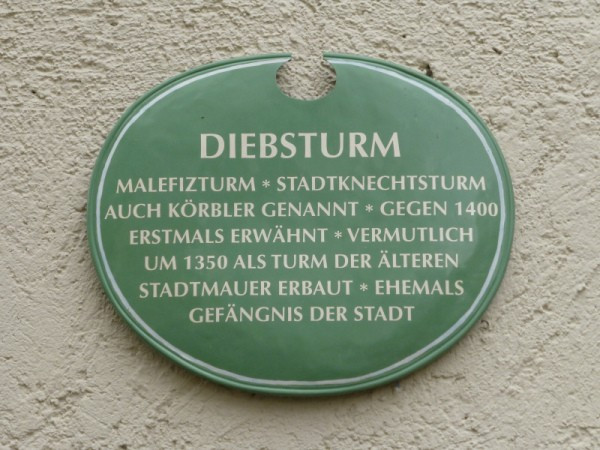 DIEBSTURM
MALEFIZTURM * STADTKNECHTSTURM
AUCH KÖRBLER GENANNT * GEGEN 1400
ERSTMALS ERWÄHNT * VERMUTLICH
UM 1350 ALS TURM DER ÄLTEREN
STADTMAUER ERBAUT * EHEMALS
GEFÄNGNIS DER STADT